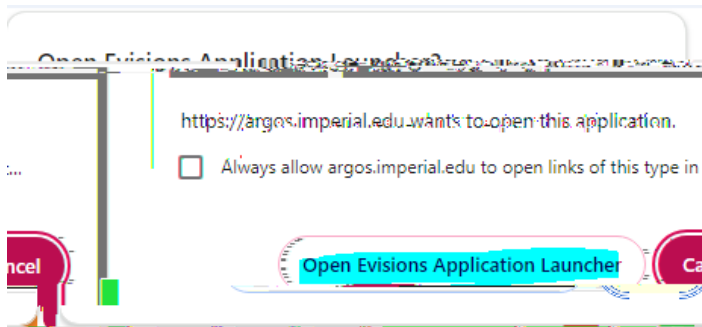 Open Evisions Application Launcher?
https://argos.imperial.edu wants to open this application.
... Always allow argos.imperial.edu to open links of this type in
ncel Open Evisions Application Launcher Ca